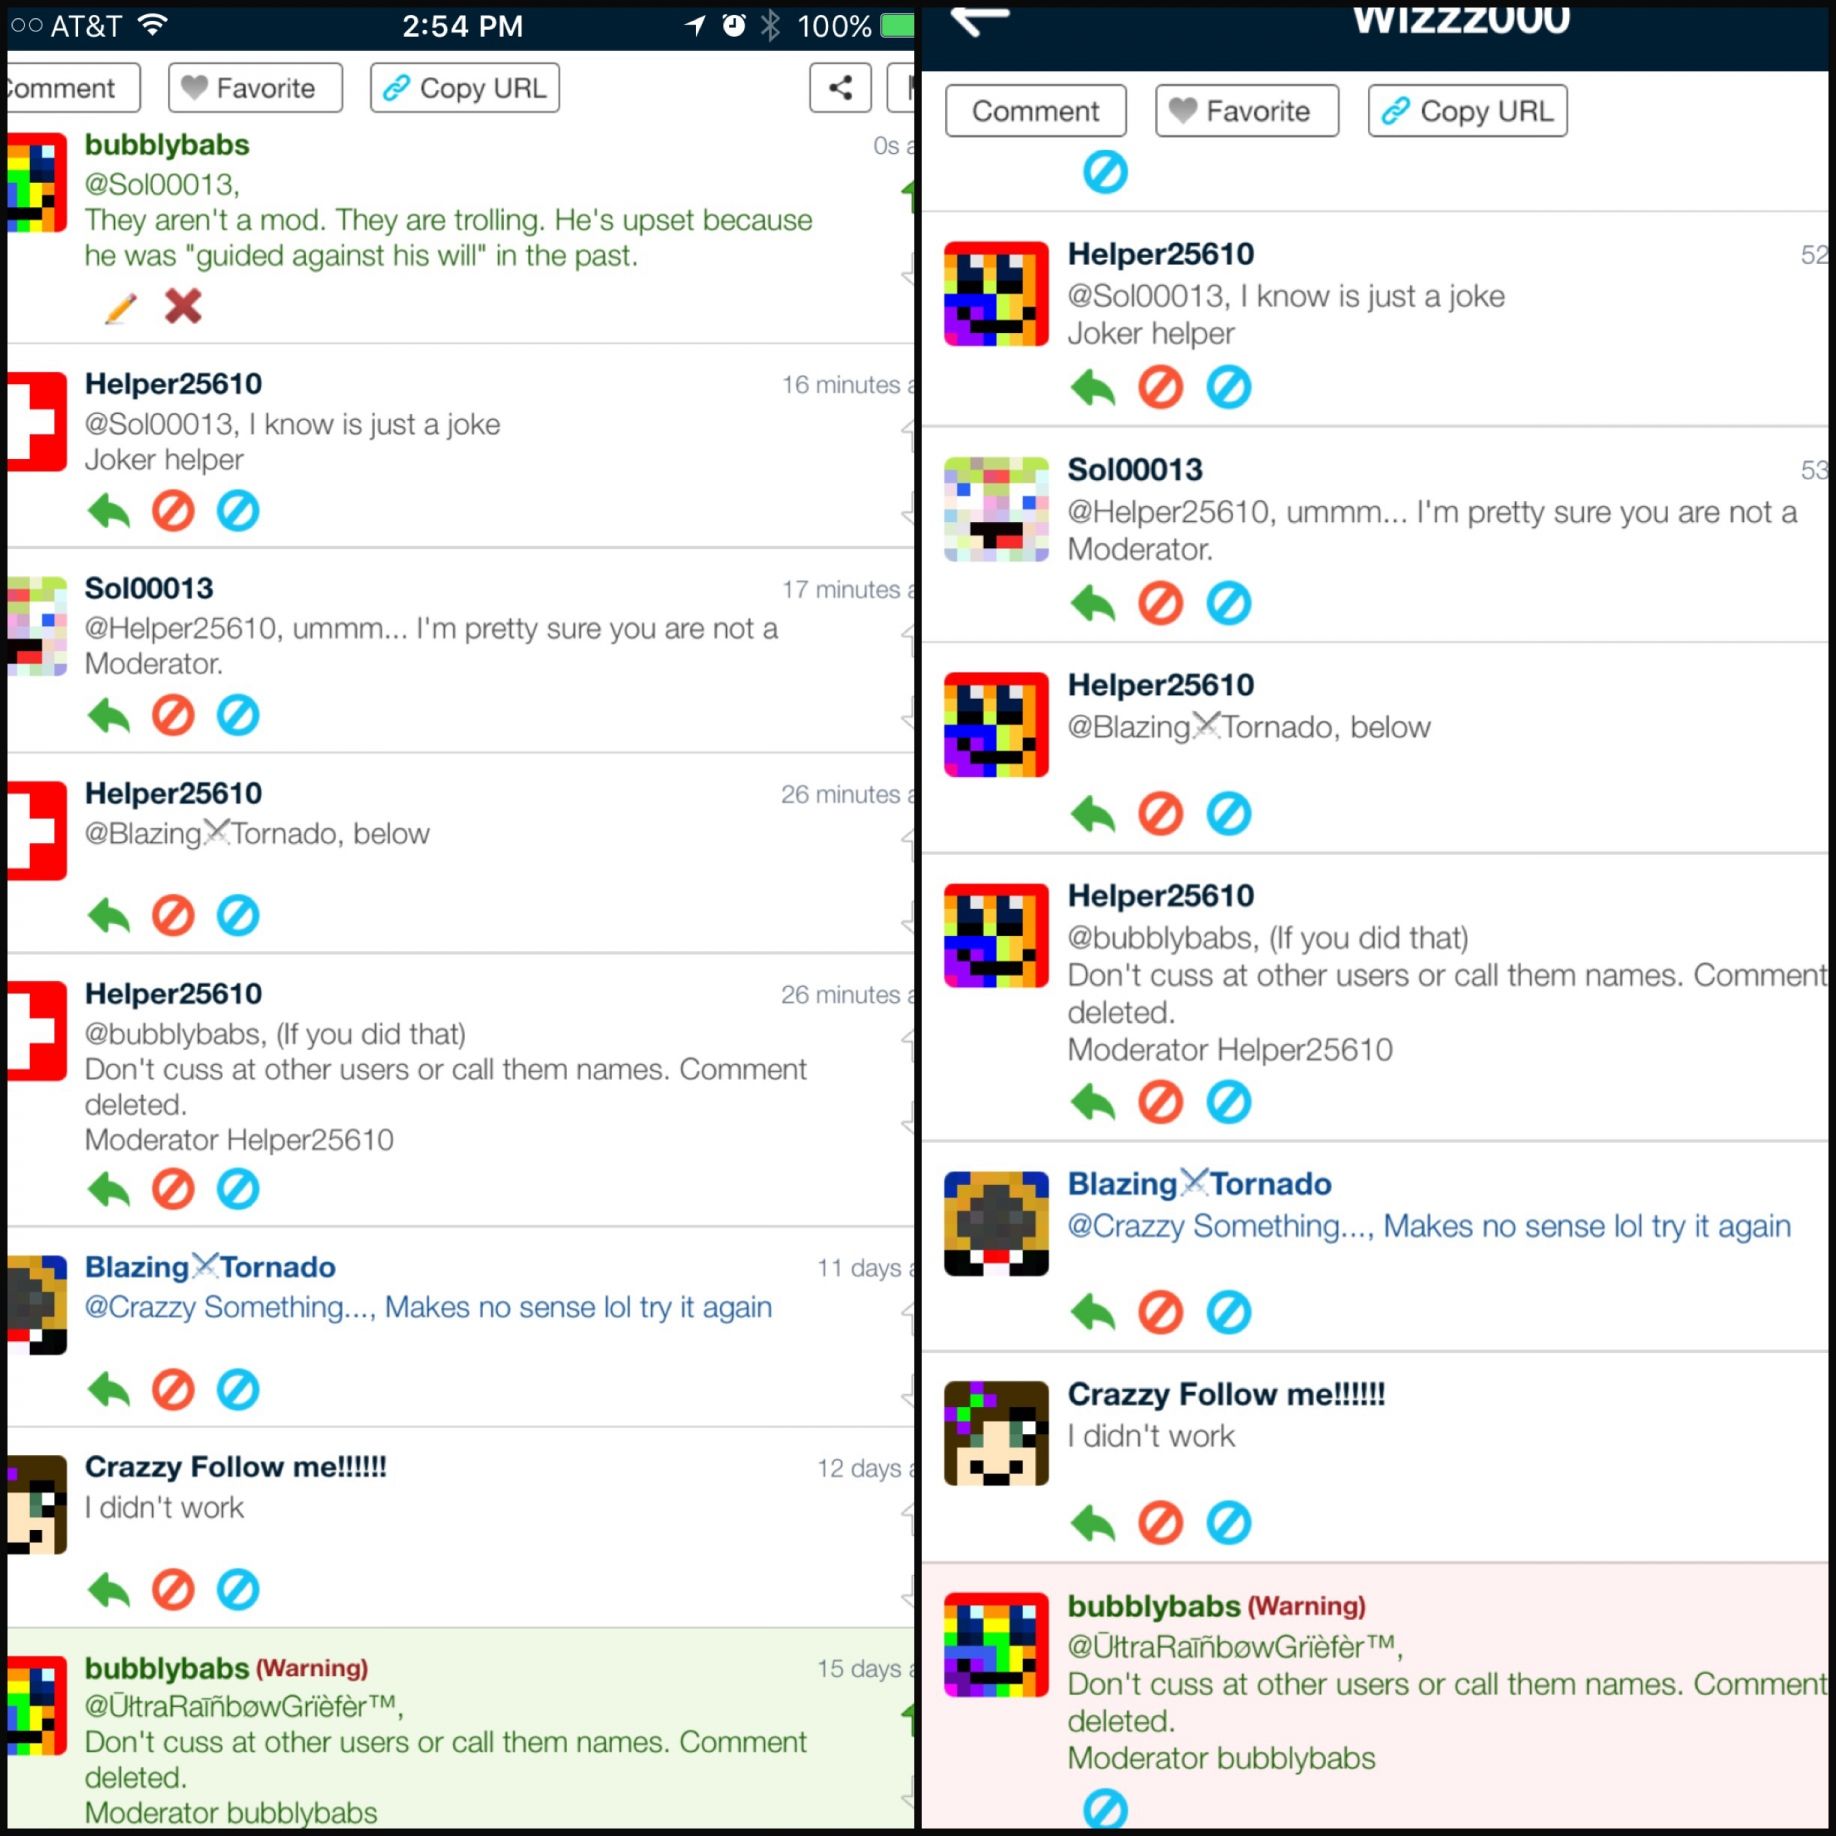 AT&T
2:54 PM
100%
Comment
Favorite
Copy URL
bubblybabs
0s a
@Sol00013,
They aren't a mod. They are trolling. He's upset because
he was "guided against his will" in the past.
Helper25610
16 minutes a
@Sol00013, I know is just a joke
Joker helper
Sol00013
17 minutes a
@Helper25610, ummm... I'm pretty sure you are not a
Moderator.
Helper25610
26 minutes a
@Blazing⚔Tornado, below
Helper25610
26 minutes a
@bubblybabs, (If you did that)
Don't cuss at other users or call them names. Comment
deleted.
Moderator Helper25610
Blazing⚔Tornado
11 days a
@Crazzy Something..., Makes no sense lol try it again
Crazzy Follow me!!!!!!
12 days a
I didn't work
bubblybabs (Warning)
15 days a
@ŪłtraRaīñbøwGrïèfèr™,
Don't cuss at other users or call them names. Comment
deleted.
Moderator bubblybabs
Wizzz000
Comment
Favorite
Copy URL
Helper25610
52
@Sol00013, I know is just a joke
Joker helper
Sol00013
53
@Helper25610, ummm... I'm pretty sure you are not a
Moderator.
Helper25610
@Blazing⚔Tornado, below
Helper25610
@bubblybabs, (If you did that)
Don't cuss at other users or call them names. Comment
deleted.
Moderator Helper25610
Blazing⚔Tornado
@Crazzy Something..., Makes no sense lol try it again
Crazzy Follow me!!!!!!
I didn't work
bubblybabs (Warning)
@ŪłtraRaīñbøwGrïèfèr™,
Don't cuss at other users or call them names. Comment
deleted.
Moderator bubblybabs